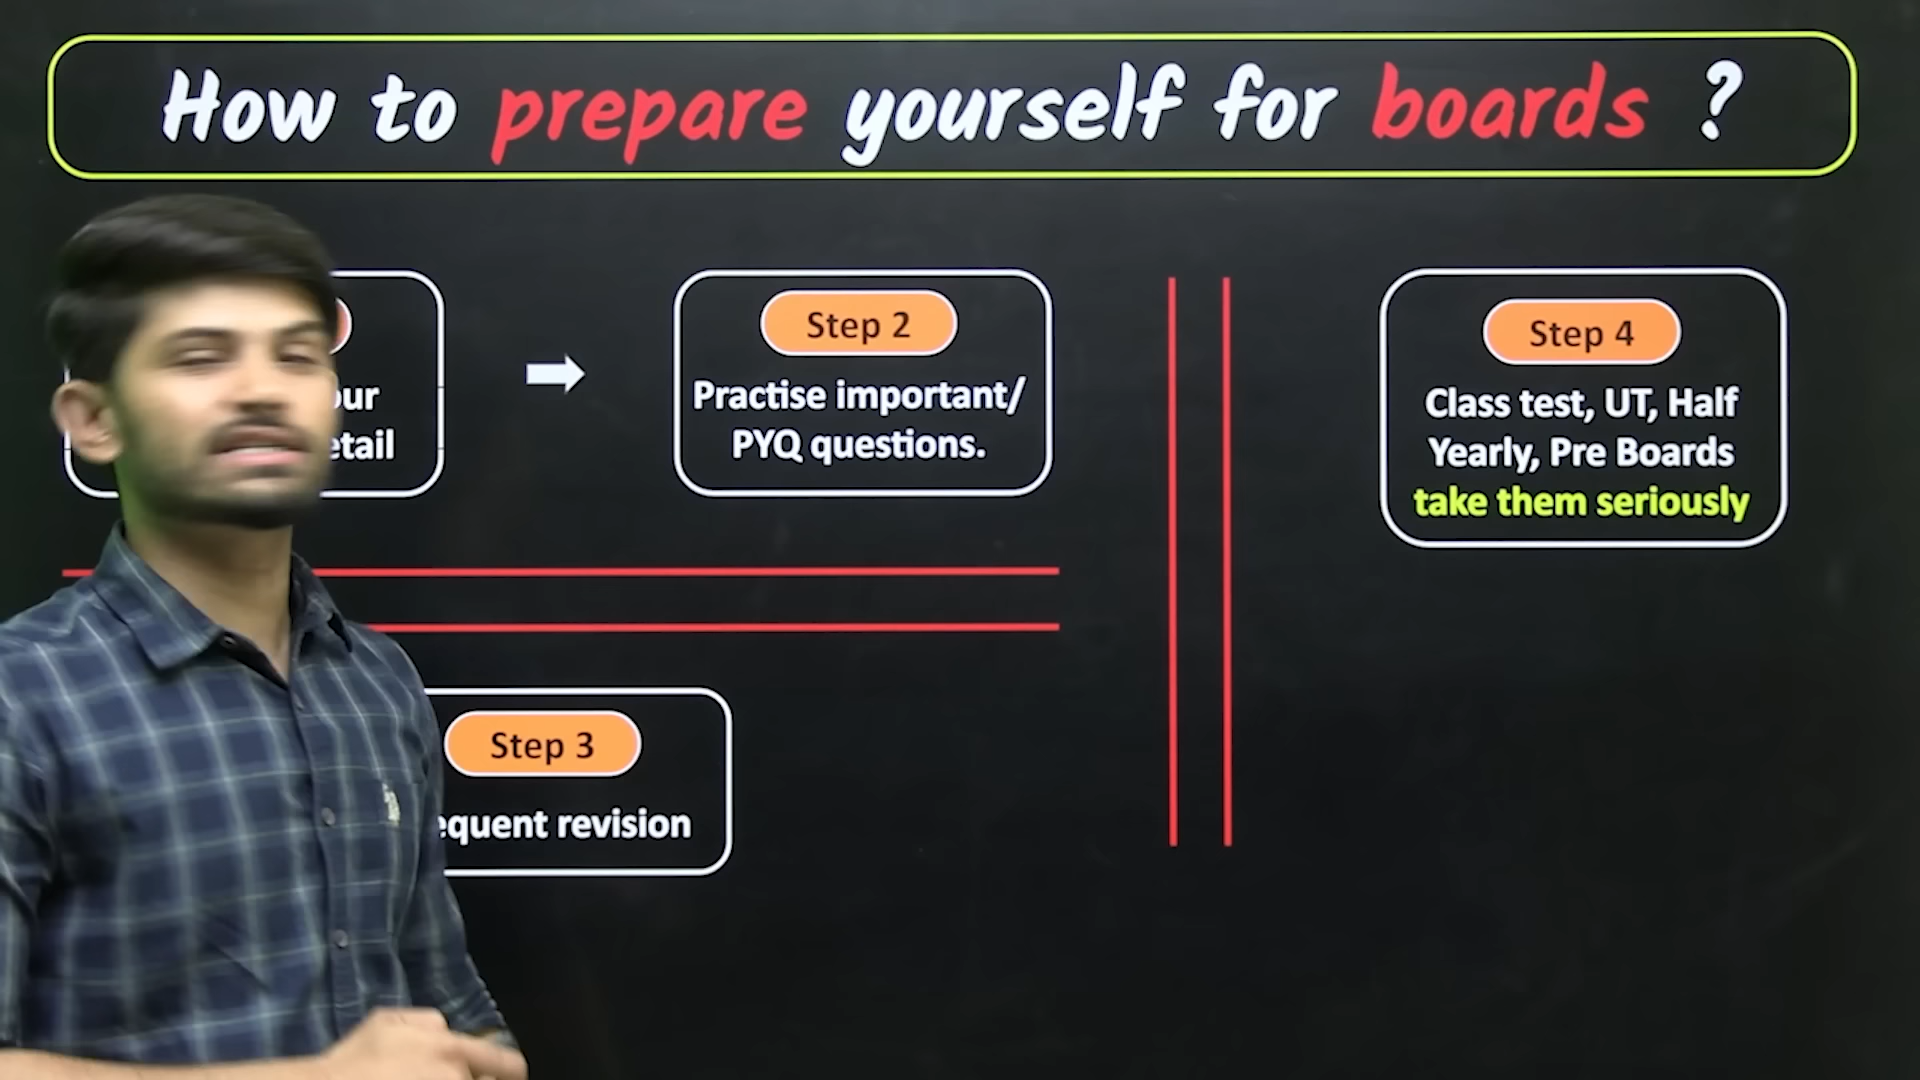 How to prepare yourself for boards ?
Step 2
Practise important/
PYQ questions.
Step 4
Class test, UT, Half
Yearly, Pre Boards
take them seriously
Step 3
revision